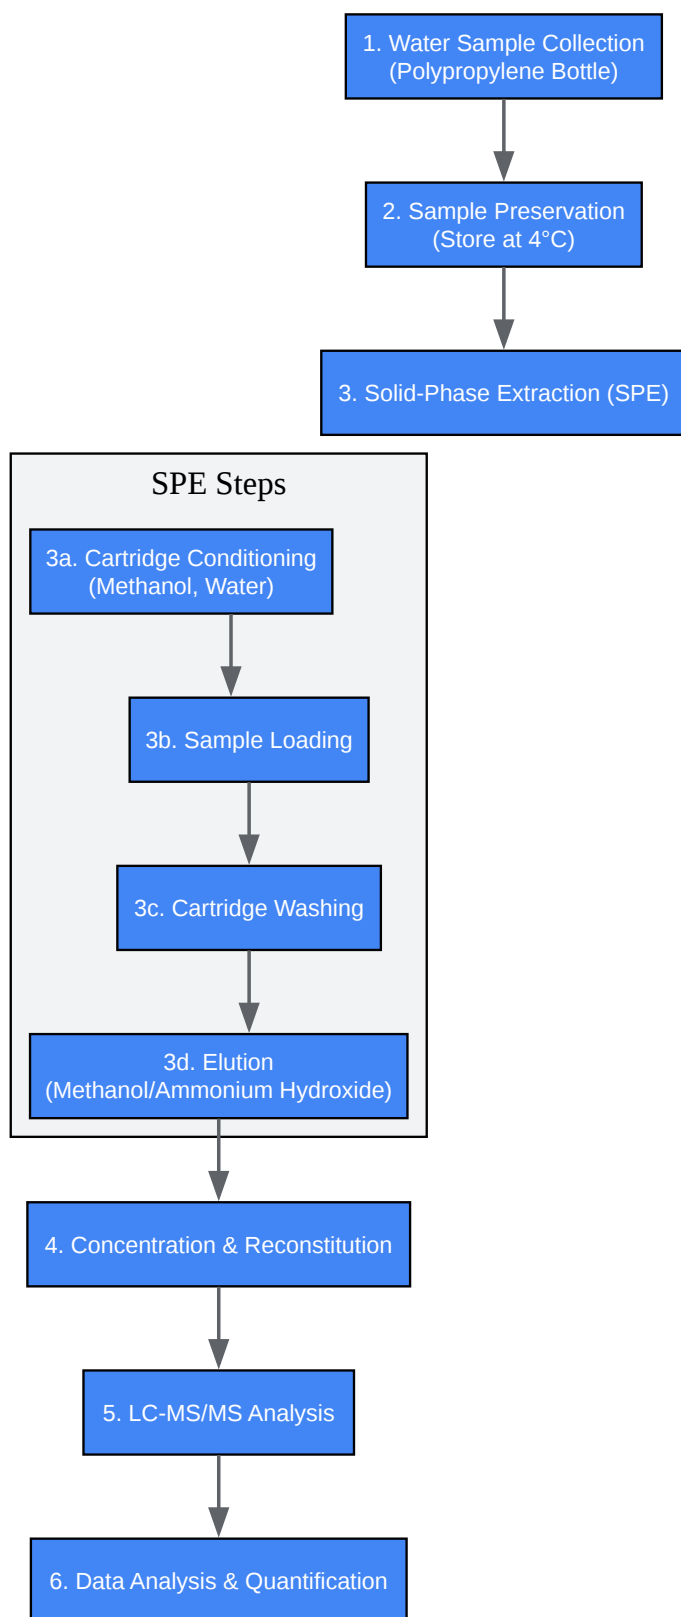 1. Water Sample Collection
(Polypropylene Bottle)
2. Sample Preservation
(Store at 4°C)
3. Solid-Phase Extraction (SPE)
SPE Steps
3a. Cartridge Conditioning
(Methanol, Water)
3b. Sample Loading
3c. Cartridge Washing
3d. Elution
(Methanol/Ammonium Hydroxide)
4. Concentration & Reconstitution
5. LC-MS/MS Analysis
6. Data Analysis & Quantification